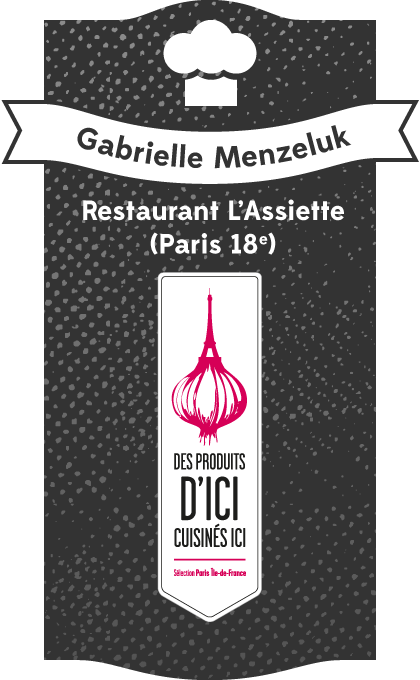 Gabrielle Menzeluk
Restaurant L’Assiette
(Paris 18e)
DES PRODUITS
D’ICI
CUISINÉS ICI
Sélection Paris Île-de-France